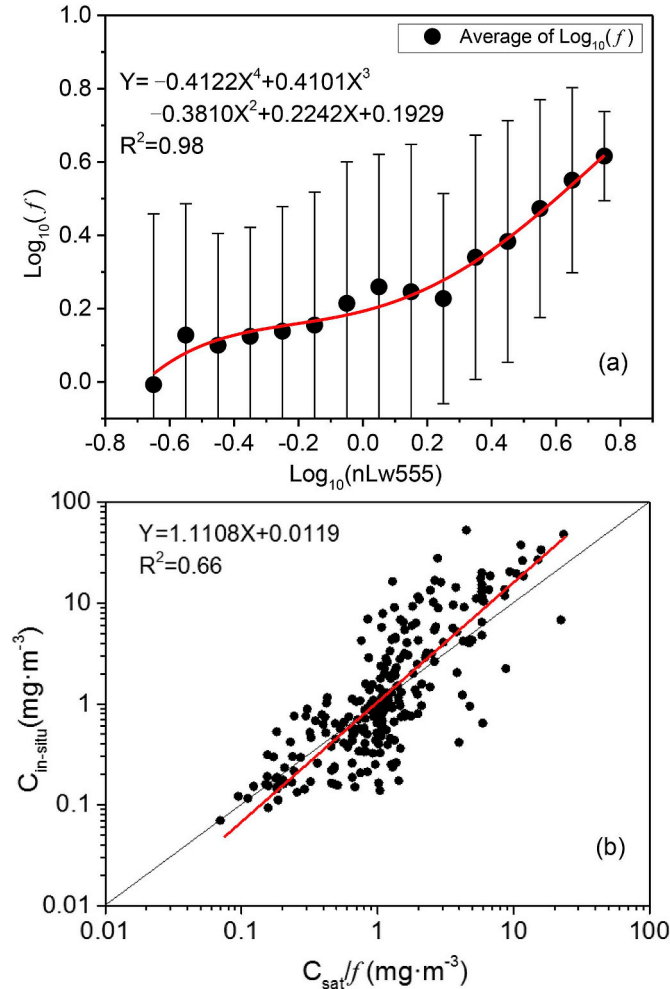 1.0
Average of Log₁₀(f)
Y= −0.4122X⁴+0.4101X³
−0.3810X²+0.2242X+0.1929
R²=0.98
0.8
0.6
0.4
0.2
0.0
Log₁₀(f)
(a)
-0.8 -0.6 -0.4 -0.2 0.0 0.2 0.4 0.6 0.8
Log₁₀(nLw555)
100
Y=1.1108X+0.0119
R²=0.66
10
1
0.1
0.01
C_in-situ(mg·m⁻³)
(b)
0.01 0.1 1 10 100
C_sat/f (mg·m⁻³)